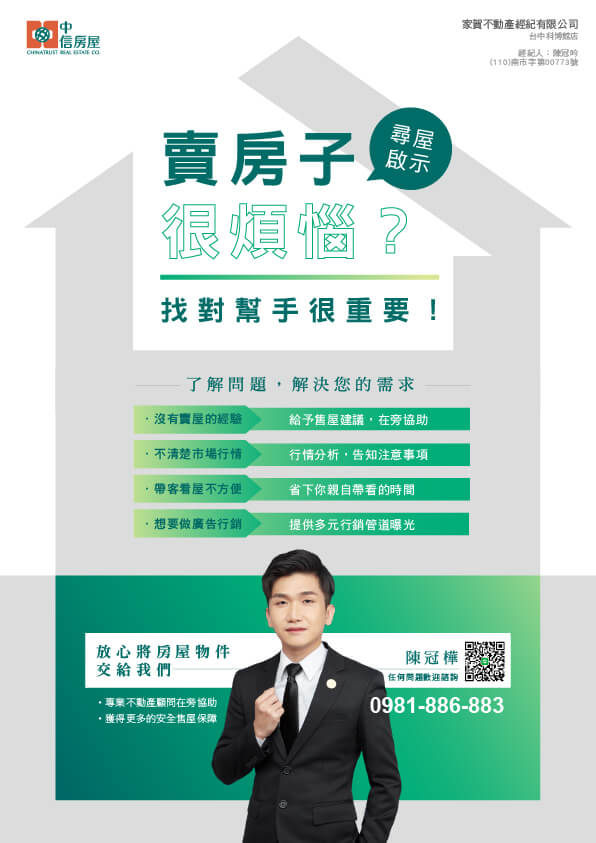 中
信房屋
CHINATRUST REAL ESTATE CO.
家賀不動產經紀有限公司
台中科博館店
經紀人：陳冠吟
(110)南市字第00773號
尋屋
啟示
賣房子
很煩惱？
找對幫手很重要！
了解問題，解決您的需求
·沒有賣屋的經驗 給予售屋建議，在旁協助
·不清楚市場行情 行情分析，告知注意事項
·帶客看屋不方便 省下你親自帶看的時間
·想要做廣告行銷 提供多元行銷管道曝光
放心將房屋物件
交給我們
陳冠樺
任何問題歡迎諮詢
•專業不動產顧問在旁協助
•獲得更多的安全售屋保障
0981-886-883